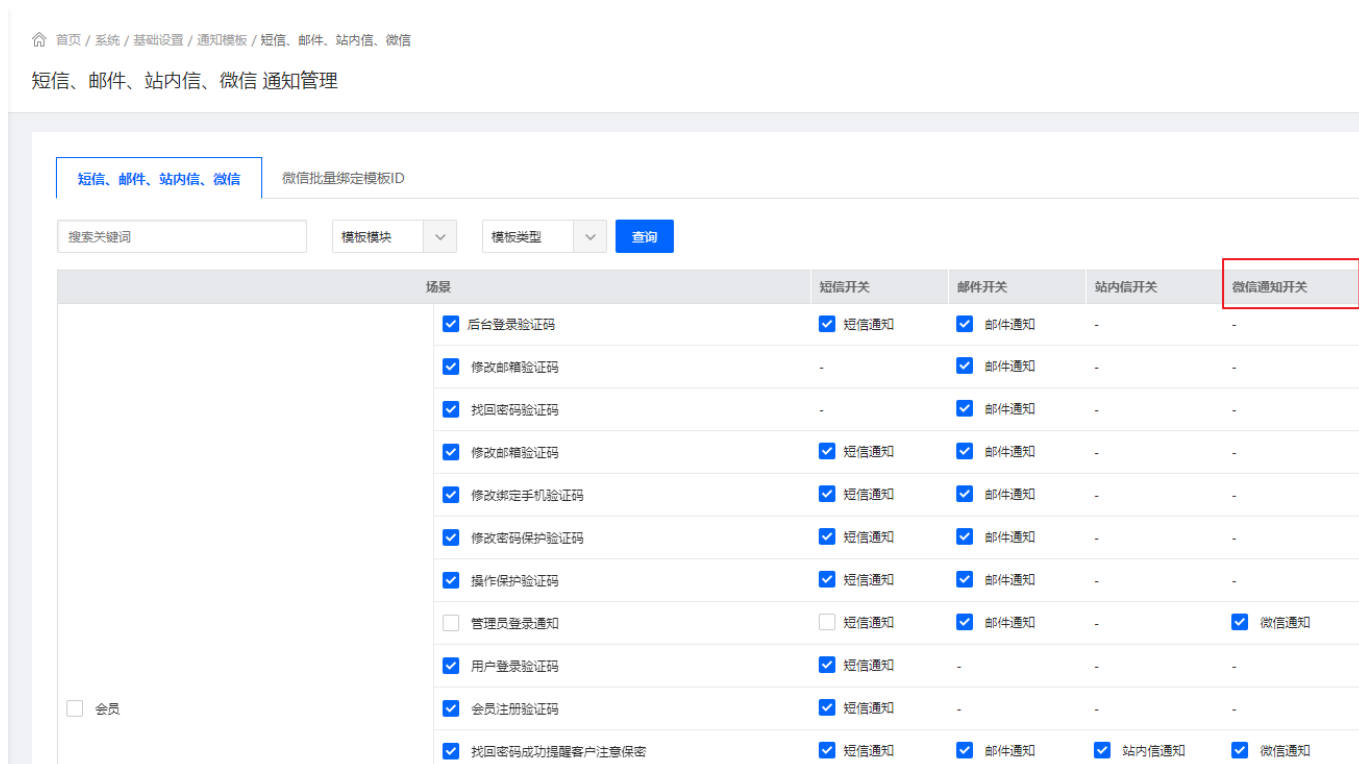 首页 / 系统 / 基础设置 / 通知模板 / 短信、邮件、站内信、微信
短信、邮件、站内信、微信 通知管理
短信、邮件、站内信、微信 微信批量绑定模板ID
搜索关键词 模板模块 模板类型 查询
场景 短信开关 邮件开关 站内信开关 微信通知开关
后台登录验证码 短信通知 邮件通知 - -
修改邮箱验证码 - 邮件通知 - -
找回密码验证码 - 邮件通知 - -
修改邮箱验证码 短信通知 邮件通知 - -
修改绑定手机验证码 短信通知 邮件通知 - -
修改密码保护验证码 短信通知 邮件通知 - -
操作保护验证码 短信通知 邮件通知 - -
管理员登录通知 短信通知 邮件通知 - 微信通知
用户登录验证码 短信通知 - - -
会员 会员注册验证码 短信通知 - - -
找回密码成功提醒客户注意保密 短信通知 邮件通知 站内信通知 微信通知